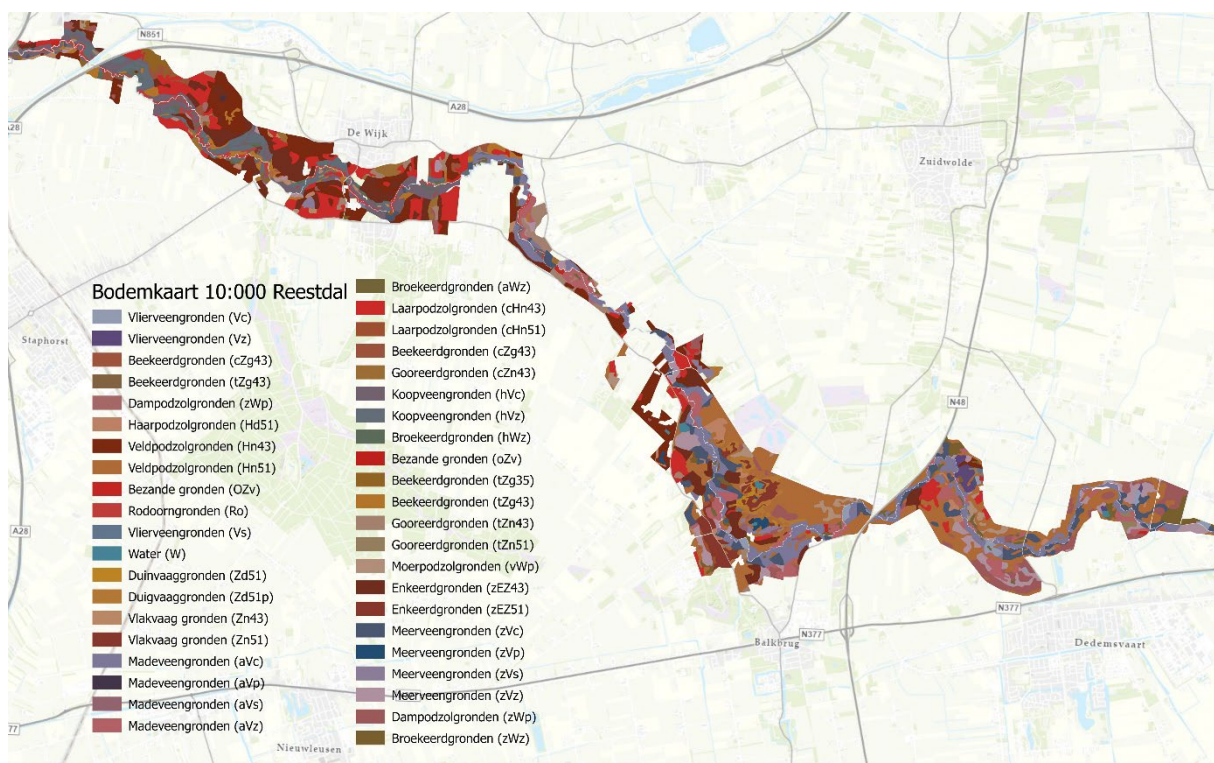 N851
A28
A28
De Wijk
Zuidwolde
Staphorst
N48
A28
N377
N377
Balkbrug
Dedemsvaart
77
Nieuwleusen
Bodemkaart 10:000 Reestdal
Vlierveengronden (Vc)
Vlierveengronden (Vz)
Beekeerdgronden (cZg43)
Beekeerdgronden (tZg43)
Dampodzolgronden (zWp)
Haarpodzolgronden (Hd51)
Veldpodzolgronden (Hn43)
Veldpodzolgronden (Hn51)
Bezande gronden (OZv)
Rodoorngronden (Ro)
Vlierveengronden (Vs)
Water (W)
Duinvaaggronden (Zd51)
Duigvaaggronden (Zd51p)
Vlakvaag gronden (Zn43)
Vlakvaag gronden (Zn51)
Madeveengronden (aVc)
Madeveengronden (aVp)
Madeveengronden (aVs)
Madeveengronden (aVz)
Broekeerdgronden (aWz)
Laarpodzolgronden (cHn43)
Laarpodzolgronden (cHn51)
Beekeerdgronden (cZg43)
Gooreerdgronden (cZn43)
Koopveengronden (hVc)
Koopveengronden (hVz)
Broekeerdgronden (hWz)
Bezande gronden (oZv)
Beekeerdgronden (tZg35)
Beekeerdgronden (tZg43)
Gooreerdgronden (tZn43)
Gooreerdgronden (tZn51)
Moerpodzolgronden (vWp)
Enkeerdgronden (zEZ43)
Enkeerdgronden (zEZ51)
Meerveengronden (zVc)
Meerveengronden (zVp)
Meerveengronden (zVs)
Meerveengronden (zVz)
Dampodzolgronden (zWp)
Broekeerdgronden (zWz)